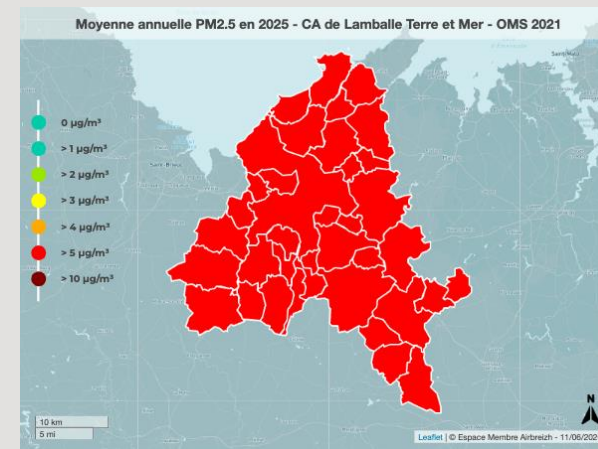 Moyenne annuelle PM2.5 en 2025 - CA de Lamballe Terre et Mer - OMS 2021
0 µg/m³
> 1 µg/m³
> 2 µg/m³
> 3 µg/m³
> 4 µg/m³
> 5 µg/m³
> 10 µg/m³
Saint-Brieuc
N
10 km
5 mi
Leaflet | © Espace Membre Airbreizh - 11/06/202